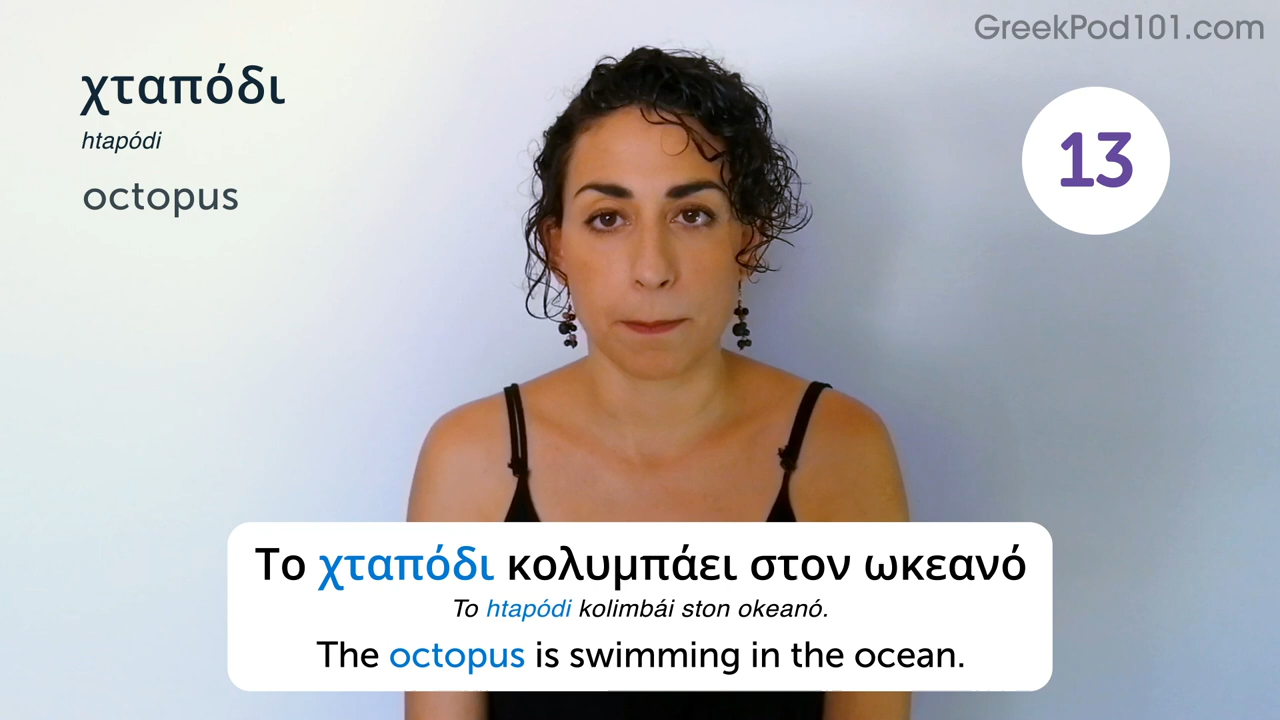 GreekPod101.com
χταπόδι
htapódi
octopus
13
Το χταπόδι κολυμπάει στον ωκεανό
To htapódi kolimbái ston okeanó.
The octopus is swimming in the ocean.